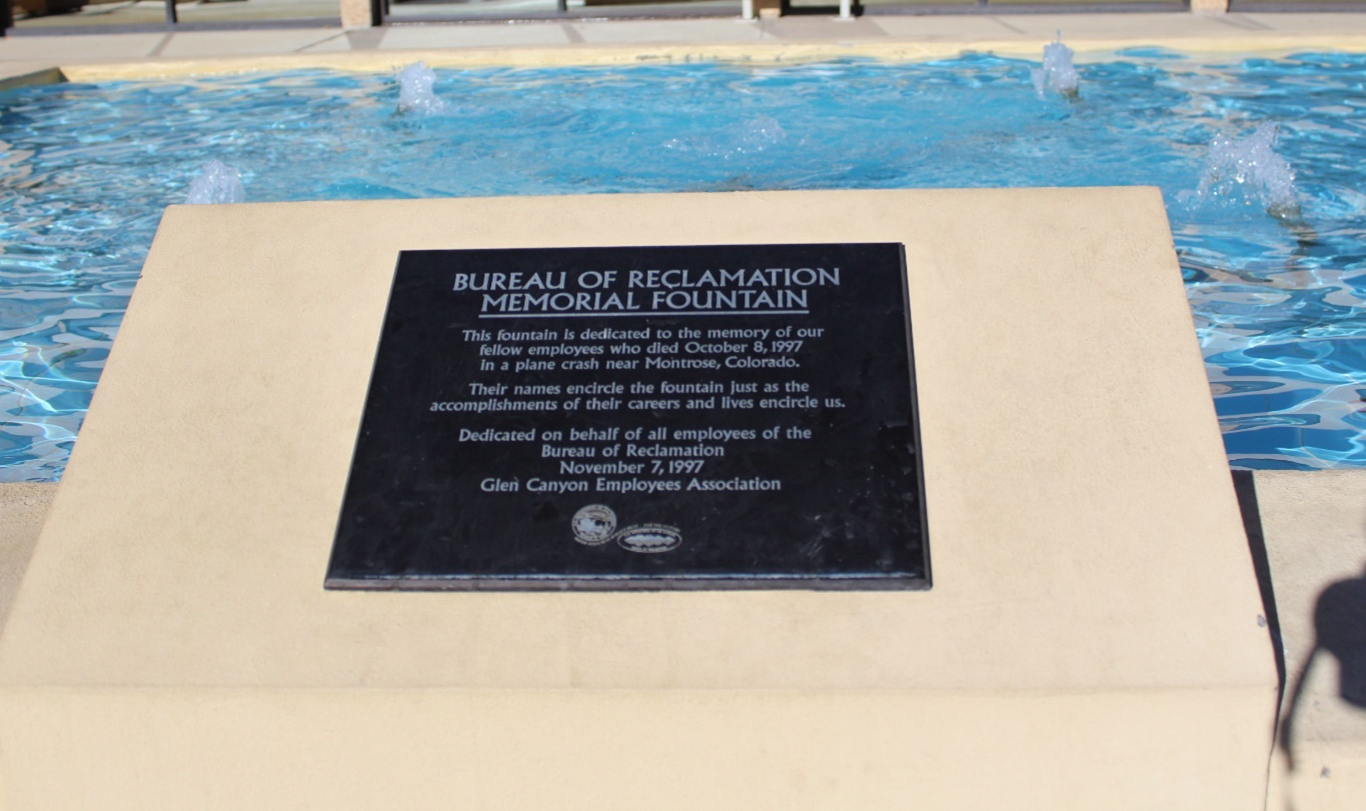 BUREAU OF RECLAMATION
MEMORIAL FOUNTAIN
This fountain is dedicated to the memory of our
fellow employees who died October 8, 1997
in a plane crash near Montrose, Colorado.
Their names encircle the fountain just as the
accomplishments of their careers and lives encircle us.
Dedicated on behalf of all employees of the
Bureau of Reclamation
November 7, 1997
Glen Canyon Employees Association